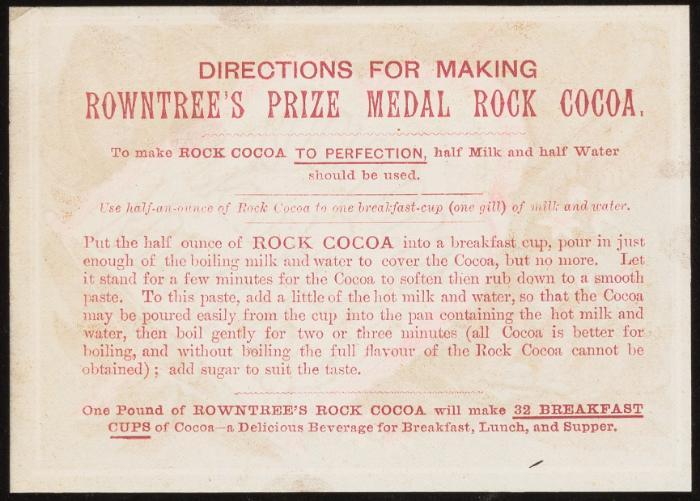 DIRECTIONS FOR MAKING
ROWNTREE'S PRIZE MEDAL ROCK COCOA.
To make ROCK COCOA TO PERFECTION, half Milk and half Water
should be used.
Use half-an-ounce of Rock Cocoa to one breakfast-cup (one gill) of milk and water.
Put the half ounce of ROCK COCOA into a breakfast cup, pour in just
enough of the boiling milk and water to cover the Cocoa, but no more. Let
it stand for a few minutes for the Cocoa to soften then rub down to a smooth
paste. To this paste, add a little of the hot milk and water, so that the Cocoa
may be poured easily from the cup into the pan containing the hot milk and
water, then boil gently for two or three minutes (all Cocoa is better for
boiling, and without boiling the full flavour of the Rock Cocoa cannot be
obtained); add sugar to suit the taste.
One Pound of ROWNTREE'S ROCK COCOA will make 32 BREAKFAST
CUPS of Cocoa—a Delicious Beverage for Breakfast, Lunch, and Supper.